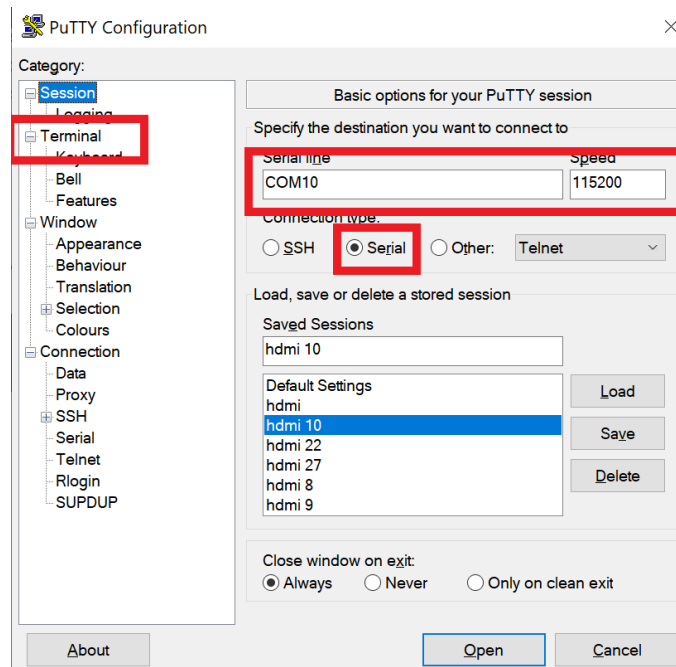 PuTTY Configuration
Category:
Session
Logging
Terminal
Keyboard
Bell
Features
Window
Appearance
Behaviour
Translation
Selection
Colours
Connection
Data
Proxy
SSH
Serial
Telnet
Rlogin
SUPDUP
Basic options for your PuTTY session
Specify the destination you want to connect to
Serial line Speed
COM10 115200
Connection type:
SSH Serial Other: Telnet
Load, save or delete a stored session
Saved Sessions
hdmi 10
Default Settings
hdmi
hdmi 10
hdmi 22
hdmi 27
hdmi 8
hdmi 9
Load
Save
Delete
Close window on exit:
Always Never Only on clean exit
About Open Cancel